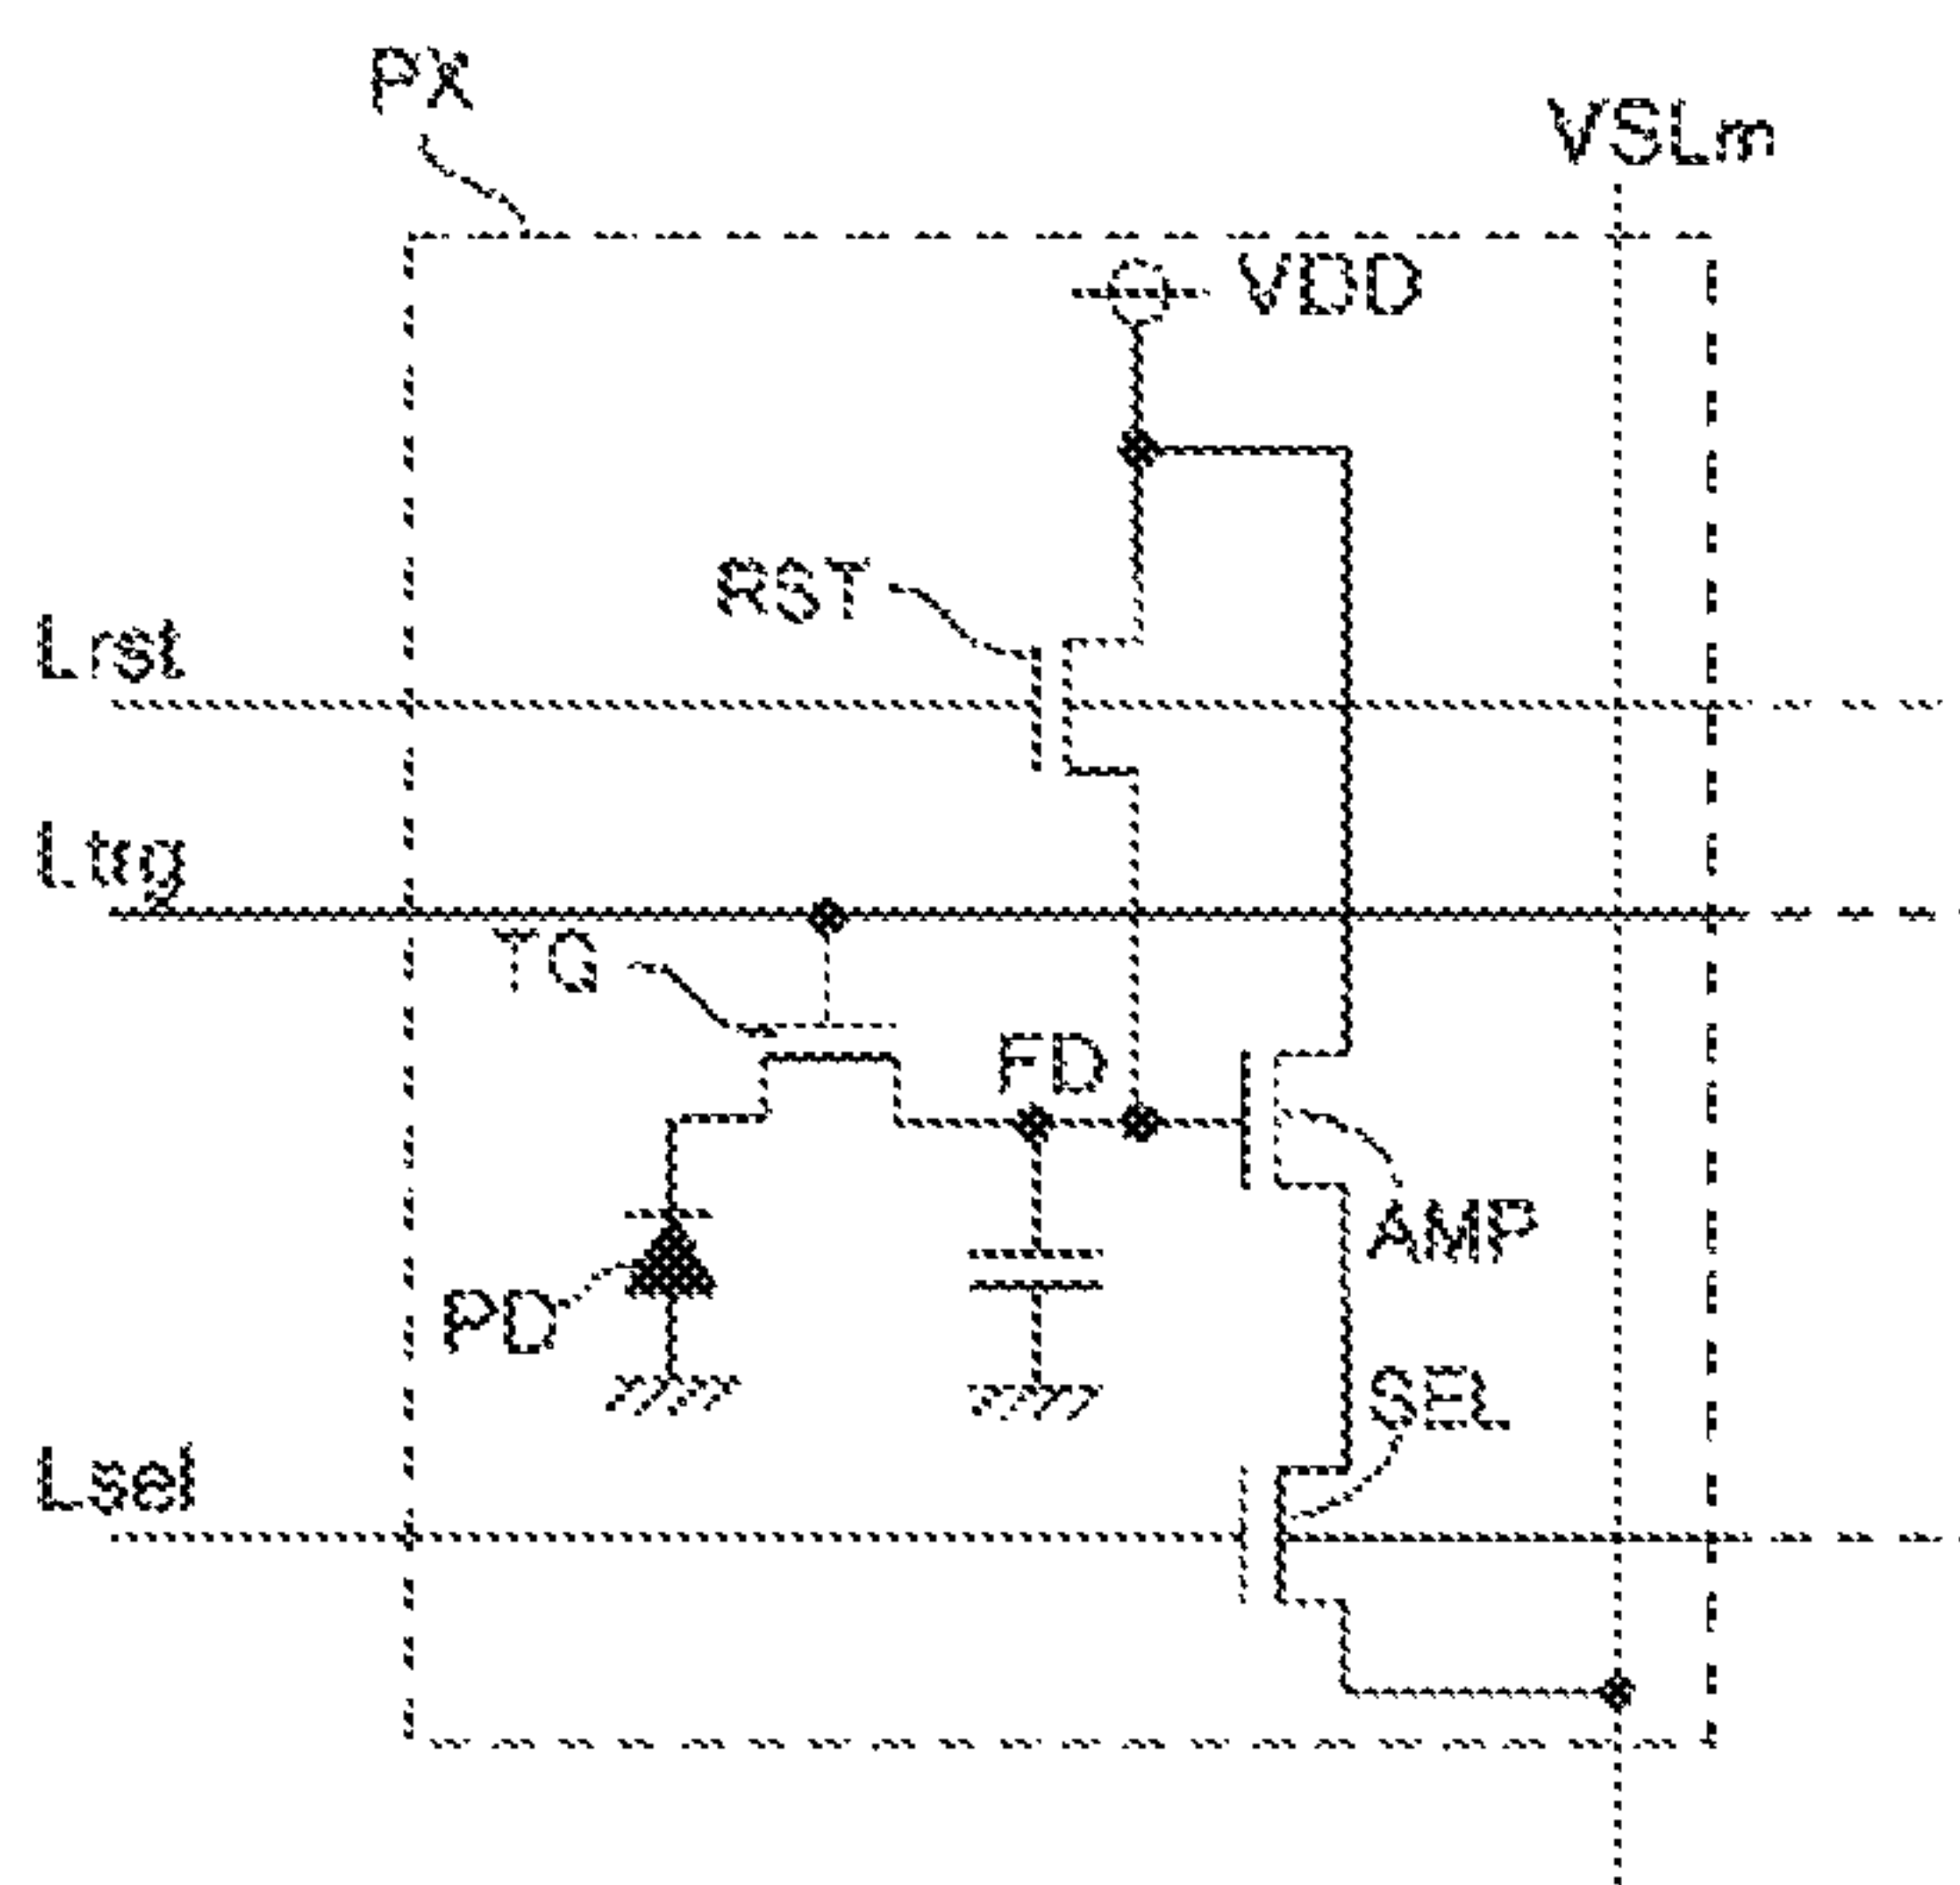 PX
VSLm
VDD
RST
Lrst
Ltrg
TG
FD
AMP
PD
SEL
Lsel